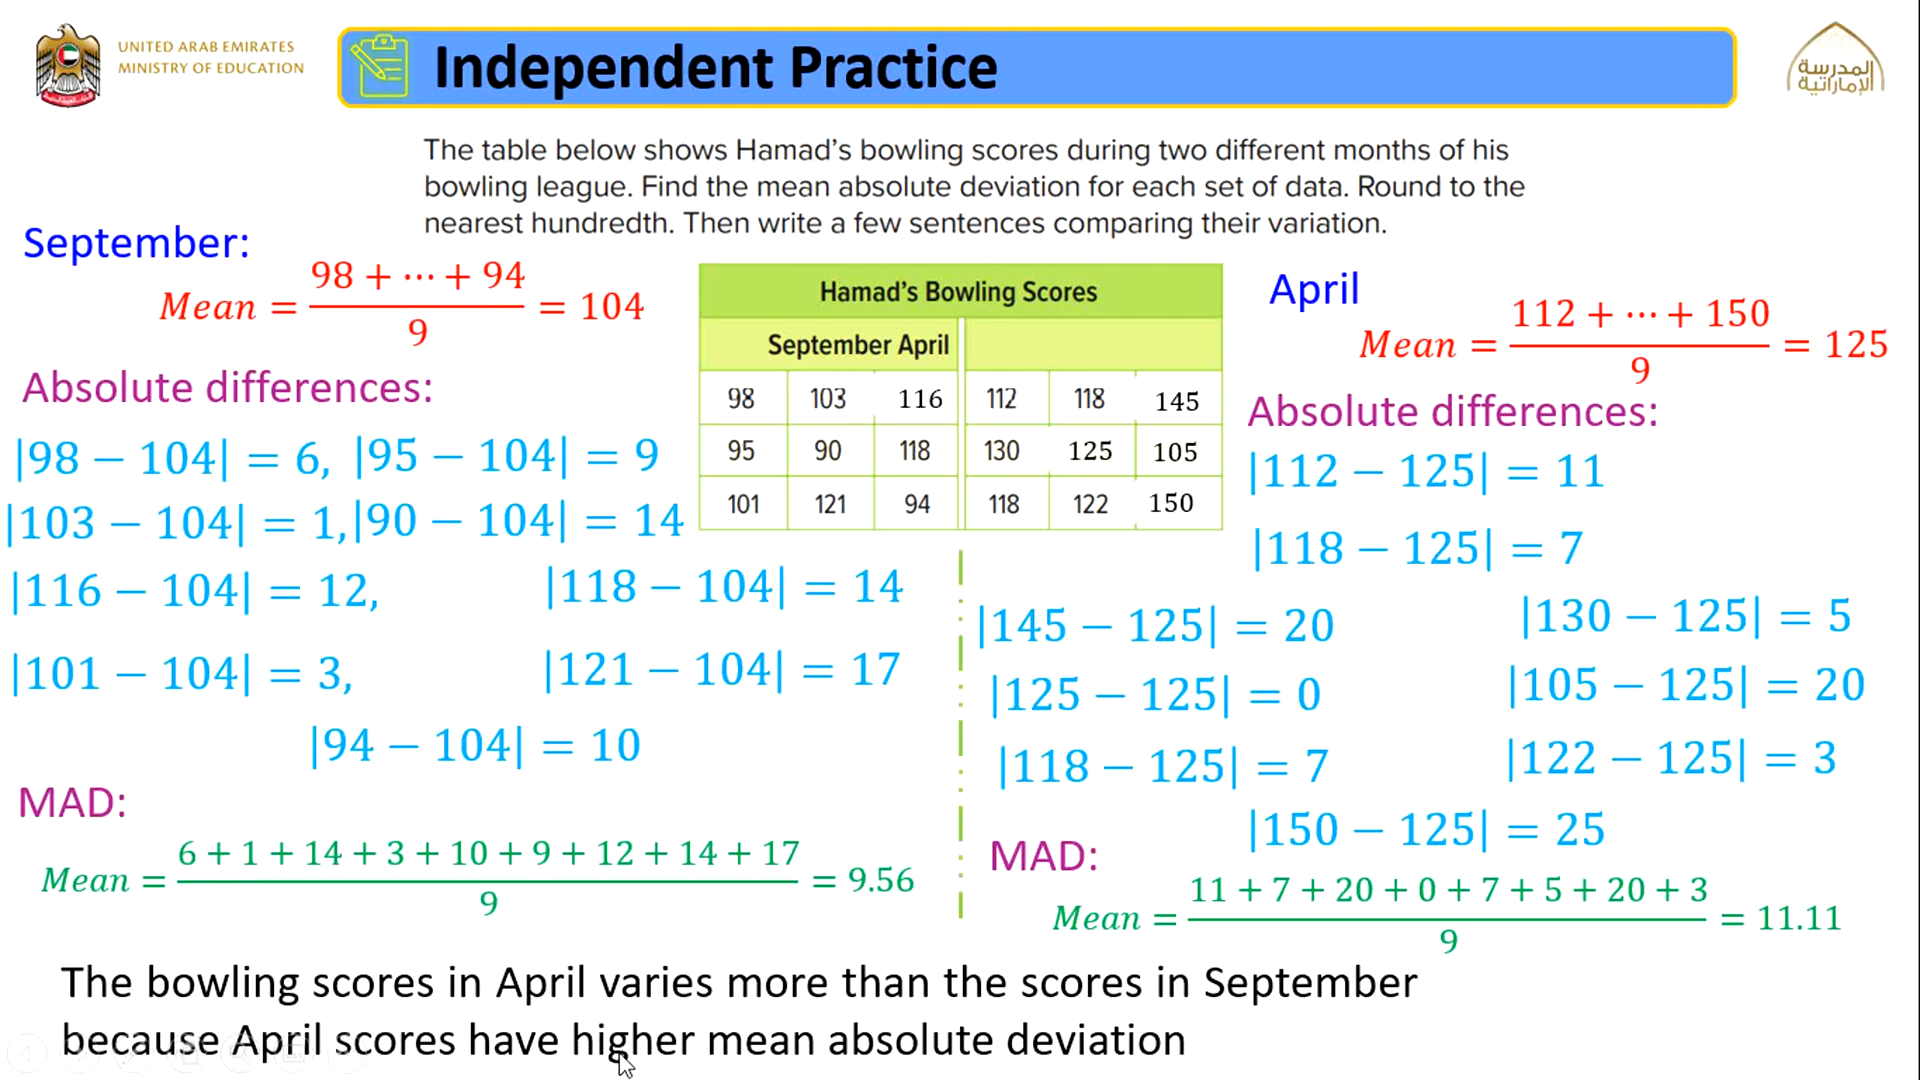 UNITED ARAB EMIRATES
MINISTRY OF EDUCATION
Independent Practice
المدرسة
الإماراتية
The table below shows Hamad's bowling scores during two different months of his
bowling league. Find the mean absolute deviation for each set of data. Round to the
nearest hundredth. Then write a few sentences comparing their variation.
September:
Mean = (98 + ⋯ + 94)/9 = 104
Absolute differences:
|98 − 104| = 6, |95 − 104| = 9
|103 − 104| = 1, |90 − 104| = 14
|116 − 104| = 12, |118 − 104| = 14
|101 − 104| = 3, |121 − 104| = 17
|94 − 104| = 10
MAD:
Mean = (6 + 1 + 14 + 3 + 10 + 9 + 12 + 14 + 17)/9 = 9.56
Hamad's Bowling Scores
September April
98 103 116 112 118 145
95 90 118 130 125 105
101 121 94 118 122 150
April
Mean = (112 + ⋯ + 150)/9 = 125
Absolute differences:
|112 − 125| = 11
|118 − 125| = 7
|145 − 125| = 20 |130 − 125| = 5
|125 − 125| = 0 |105 − 125| = 20
|118 − 125| = 7 |122 − 125| = 3
|150 − 125| = 25
MAD:
Mean = (11 + 7 + 20 + 0 + 7 + 5 + 20 + 3)/9 = 11.11
The bowling scores in April varies more than the scores in September
because April scores have higher mean absolute deviation